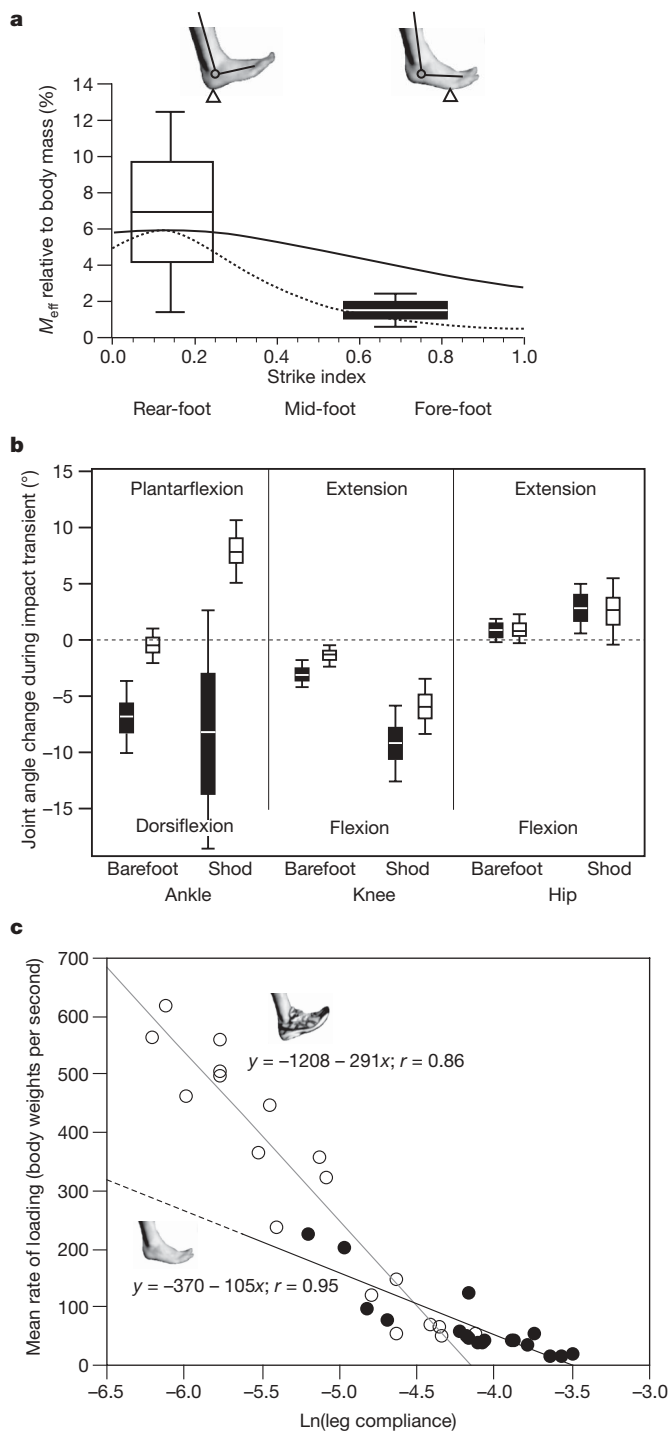 a
14
12
10
8
6
4
2
0
M_eff relative to body mass (%)
0.0 0.2 0.4 0.6 0.8 1.0
Strike index
Rear-foot Mid-foot Fore-foot
b
15
10
5
0
−5
−10
−15
Joint angle change during impact transient (°)
Plantarflexion Extension Extension
Dorsiflexion Flexion Flexion
Barefoot Shod Barefoot Shod Barefoot Shod
Ankle Knee Hip
c
700
600
500
400
300
200
100
0
Mean rate of loading (body weights per second)
y = −1208 – 291x; r = 0.86
y = −370 – 105x; r = 0.95
−6.5 −6.0 −5.5 −5.0 −4.5 −4.0 −3.5 −3.0
Ln(leg compliance)